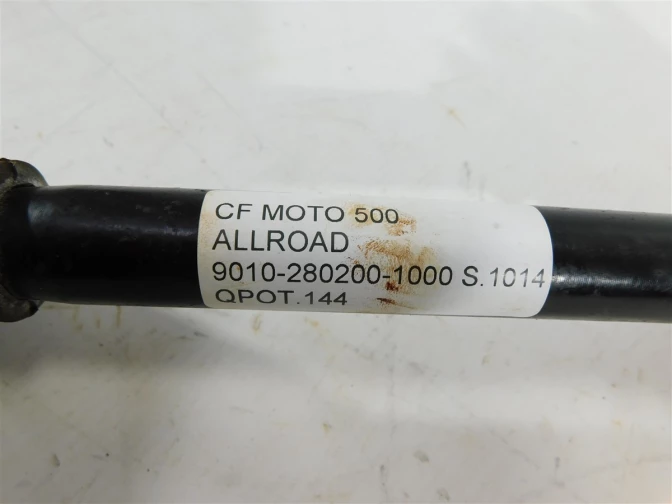 CF MOTO 500
ALLROAD
9010-280200-1000 S.1014
QPOT.144